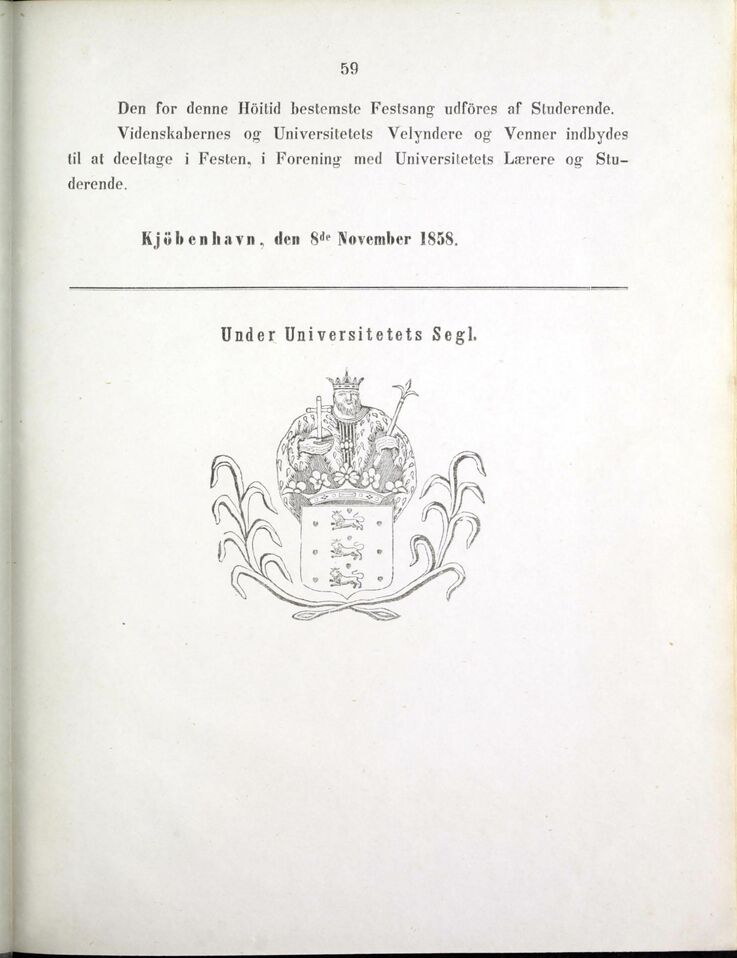 59
Den for denne Höitid bestemste Festsang udföres af Studerende.
Videnskabernes og Universitetets Velyndere og Venner indbydes
til at deeltage i Festen, i Forening med Universitetets Lærere og Stu-
derende.
Kjöbenhavn, den 8de November 1858.
Under Universitetets Segl.